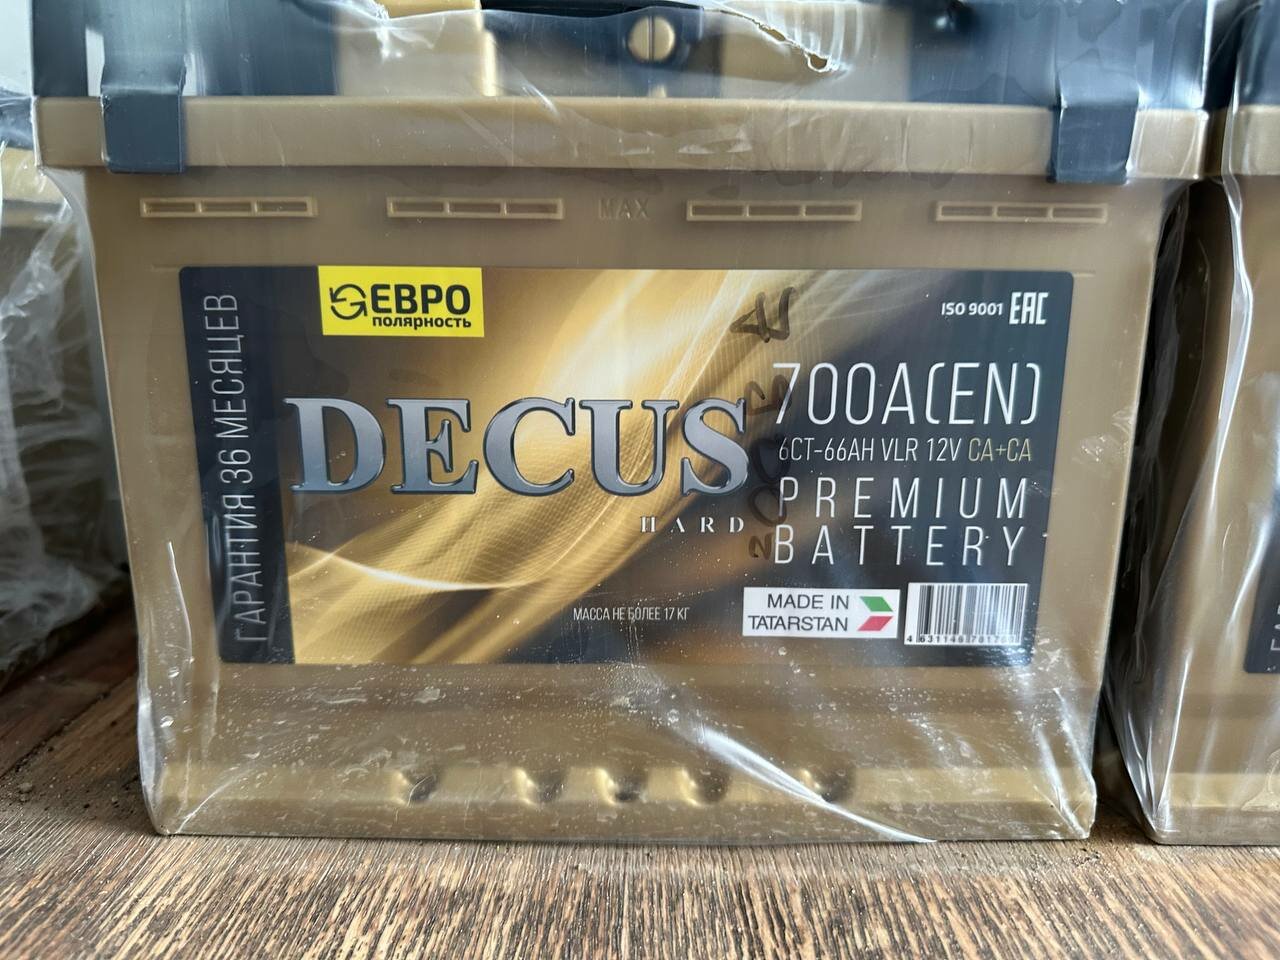 MAX
ЕВРО
полярность
ISO 9001 EAC
ГАРАНТИЯ 36 МЕСЯЦЕВ
DECUS
HARD
700A(EN)
6CT-66AH VLR 12V CA+CA
PREMIUM
BATTERY
МАССА НЕ БОЛЕЕ 17 КГ
MADE IN
TATARSTAN